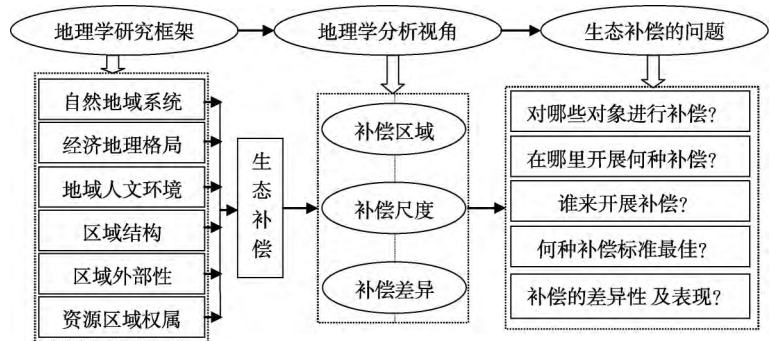 地理学研究框架
地理学分析视角
生态补偿的问题
自然地域系统
经济地理格局
地域人文环境
区域结构
区域外部性
资源区域权属
生态补偿
补偿区域
补偿尺度
补偿差异
对哪些对象进行补偿?
在哪里开展何种补偿?
谁来开展补偿?
何种补偿标准最佳?
补偿的差异性 及表现?